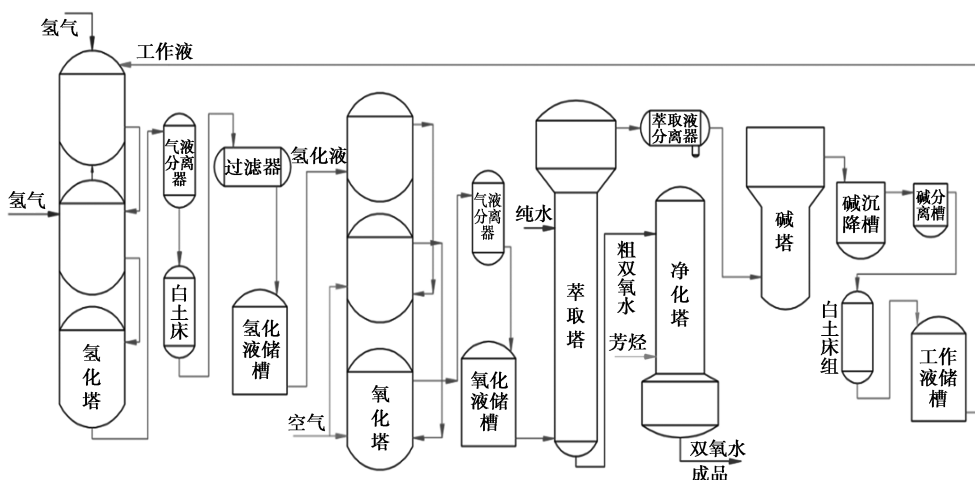 氢气
工作液
氢气
氢
化
塔
气液
分离
器
白
土
床
过滤器
氢化
液储
槽
氢化液
空气
氧
化
塔
气液
分离
器
氧化
液储
槽
纯水
萃
取
塔
萃取液
分离器
粗
双
氧
水
芳烃
净
化
塔
双氧水
成品
碱
塔
碱沉
降槽
碱分
离槽
白
土
床
组
工作
液储
槽